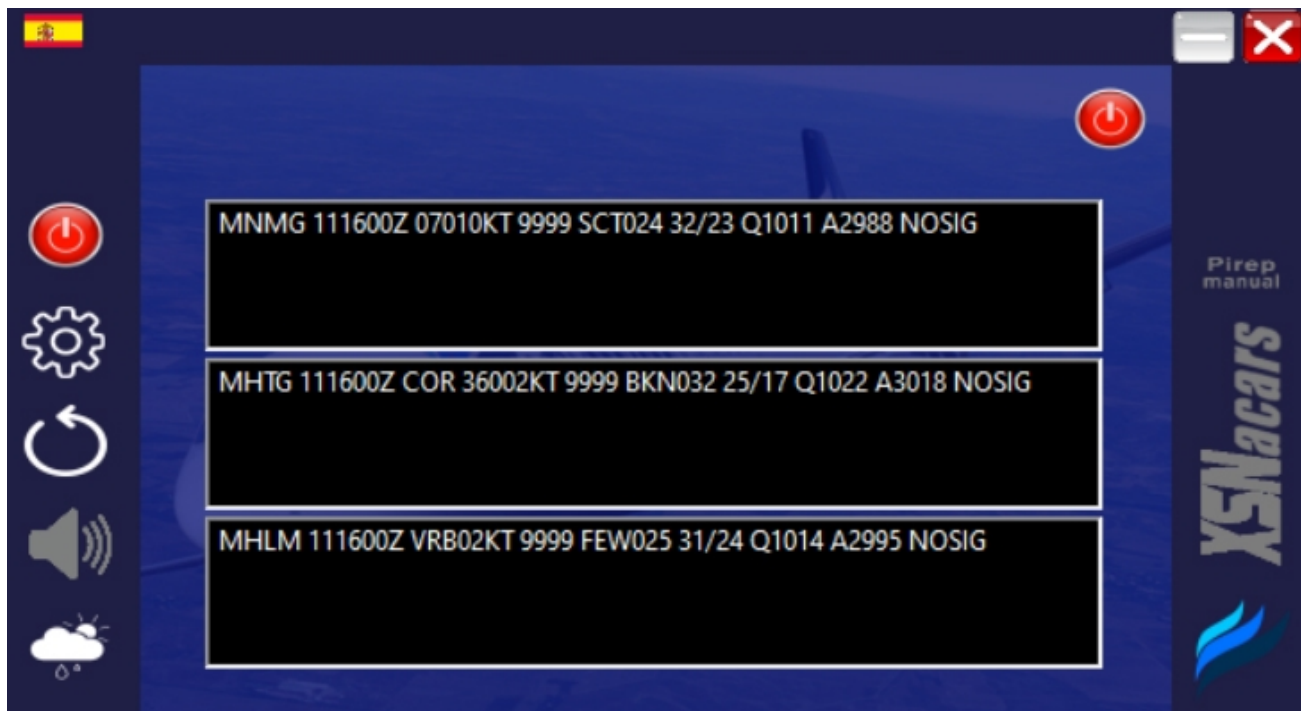 MNMG 111600Z 07010KT 9999 SCT024 32/23 Q1011 A2988 NOSIG
MHTG 111600Z COR 36002KT 9999 BKN032 25/17 Q1022 A3018 NOSIG
MHLM 111600Z VRB02KT 9999 FEW025 31/24 Q1014 A2995 NOSIG
Pirep
manual
XSNacars